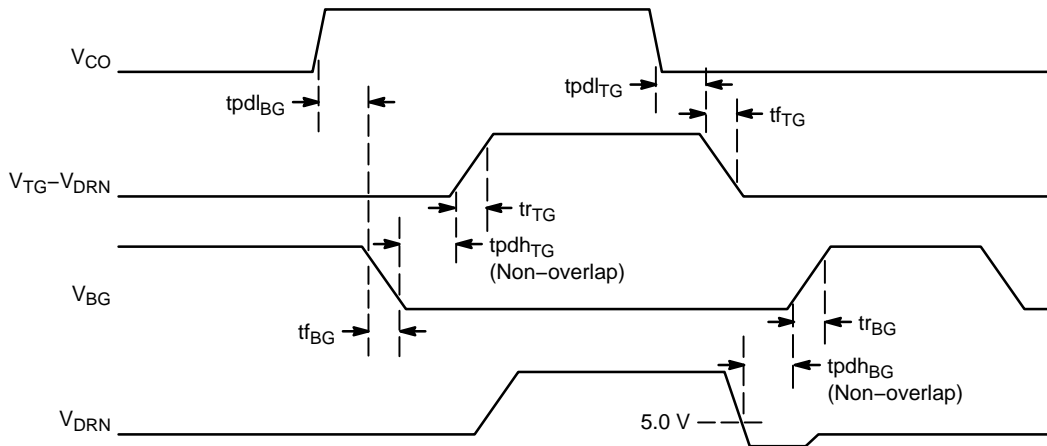 V_CO
tpdl_BG
tpdl_TG
tf_TG
V_TG−V_DRN
tr_TG
tpdh_TG
(Non−overlap)
V_BG
tf_BG
tr_BG
tpdh_BG
(Non−overlap)
5.0 V
V_DRN